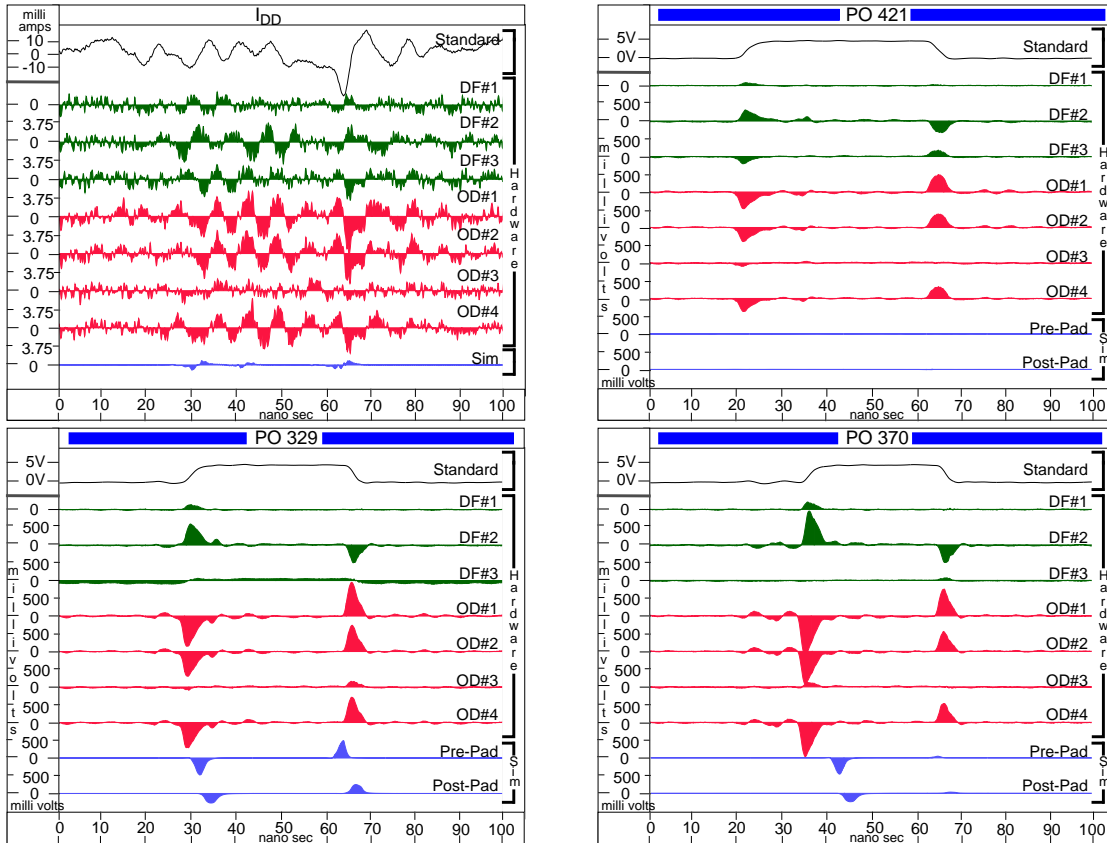 milli
amps
I_DD
10
0
-10
Standard
DF#1
0
3.75
DF#2
0
3.75
DF#3
0
3.75
OD#1
0
3.75
OD#2
0
3.75
OD#3
0
3.75
OD#4
0
3.75
Sim
0
Hardware
0 10 20 30 40 50 60 70 80 90 100
nano sec
PO 421
5V
0V
Standard
DF#1
0
500
DF#2
0
500
DF#3
0
500
OD#1
0
500
OD#2
0
500
OD#3
0
500
OD#4
0
500
Pre-Pad
0
500
Post-Pad
0
milli volts
millivolts
Hardware
Sim
0 10 20 30 40 50 60 70 80 90 100
nano sec
PO 329
5V
0V
Standard
DF#1
0
500
DF#2
0
500
DF#3
0
500
OD#1
0
500
OD#2
0
500
OD#3
0
500
OD#4
0
500
Pre-Pad
0
500
Post-Pad
0
milli volts
millivolts
Hardware
Sim
0 10 20 30 40 50 60 70 80 90 100
nano sec
PO 370
5V
0V
Standard
DF#1
0
500
DF#2
0
500
DF#3
0
500
OD#1
0
500
OD#2
0
500
OD#3
0
500
OD#4
0
500
Pre-Pad
0
500
Post-Pad
0
milli volts
millivolts
Hardware
Sim
0 10 20 30 40 50 60 70 80 90 100
nano sec